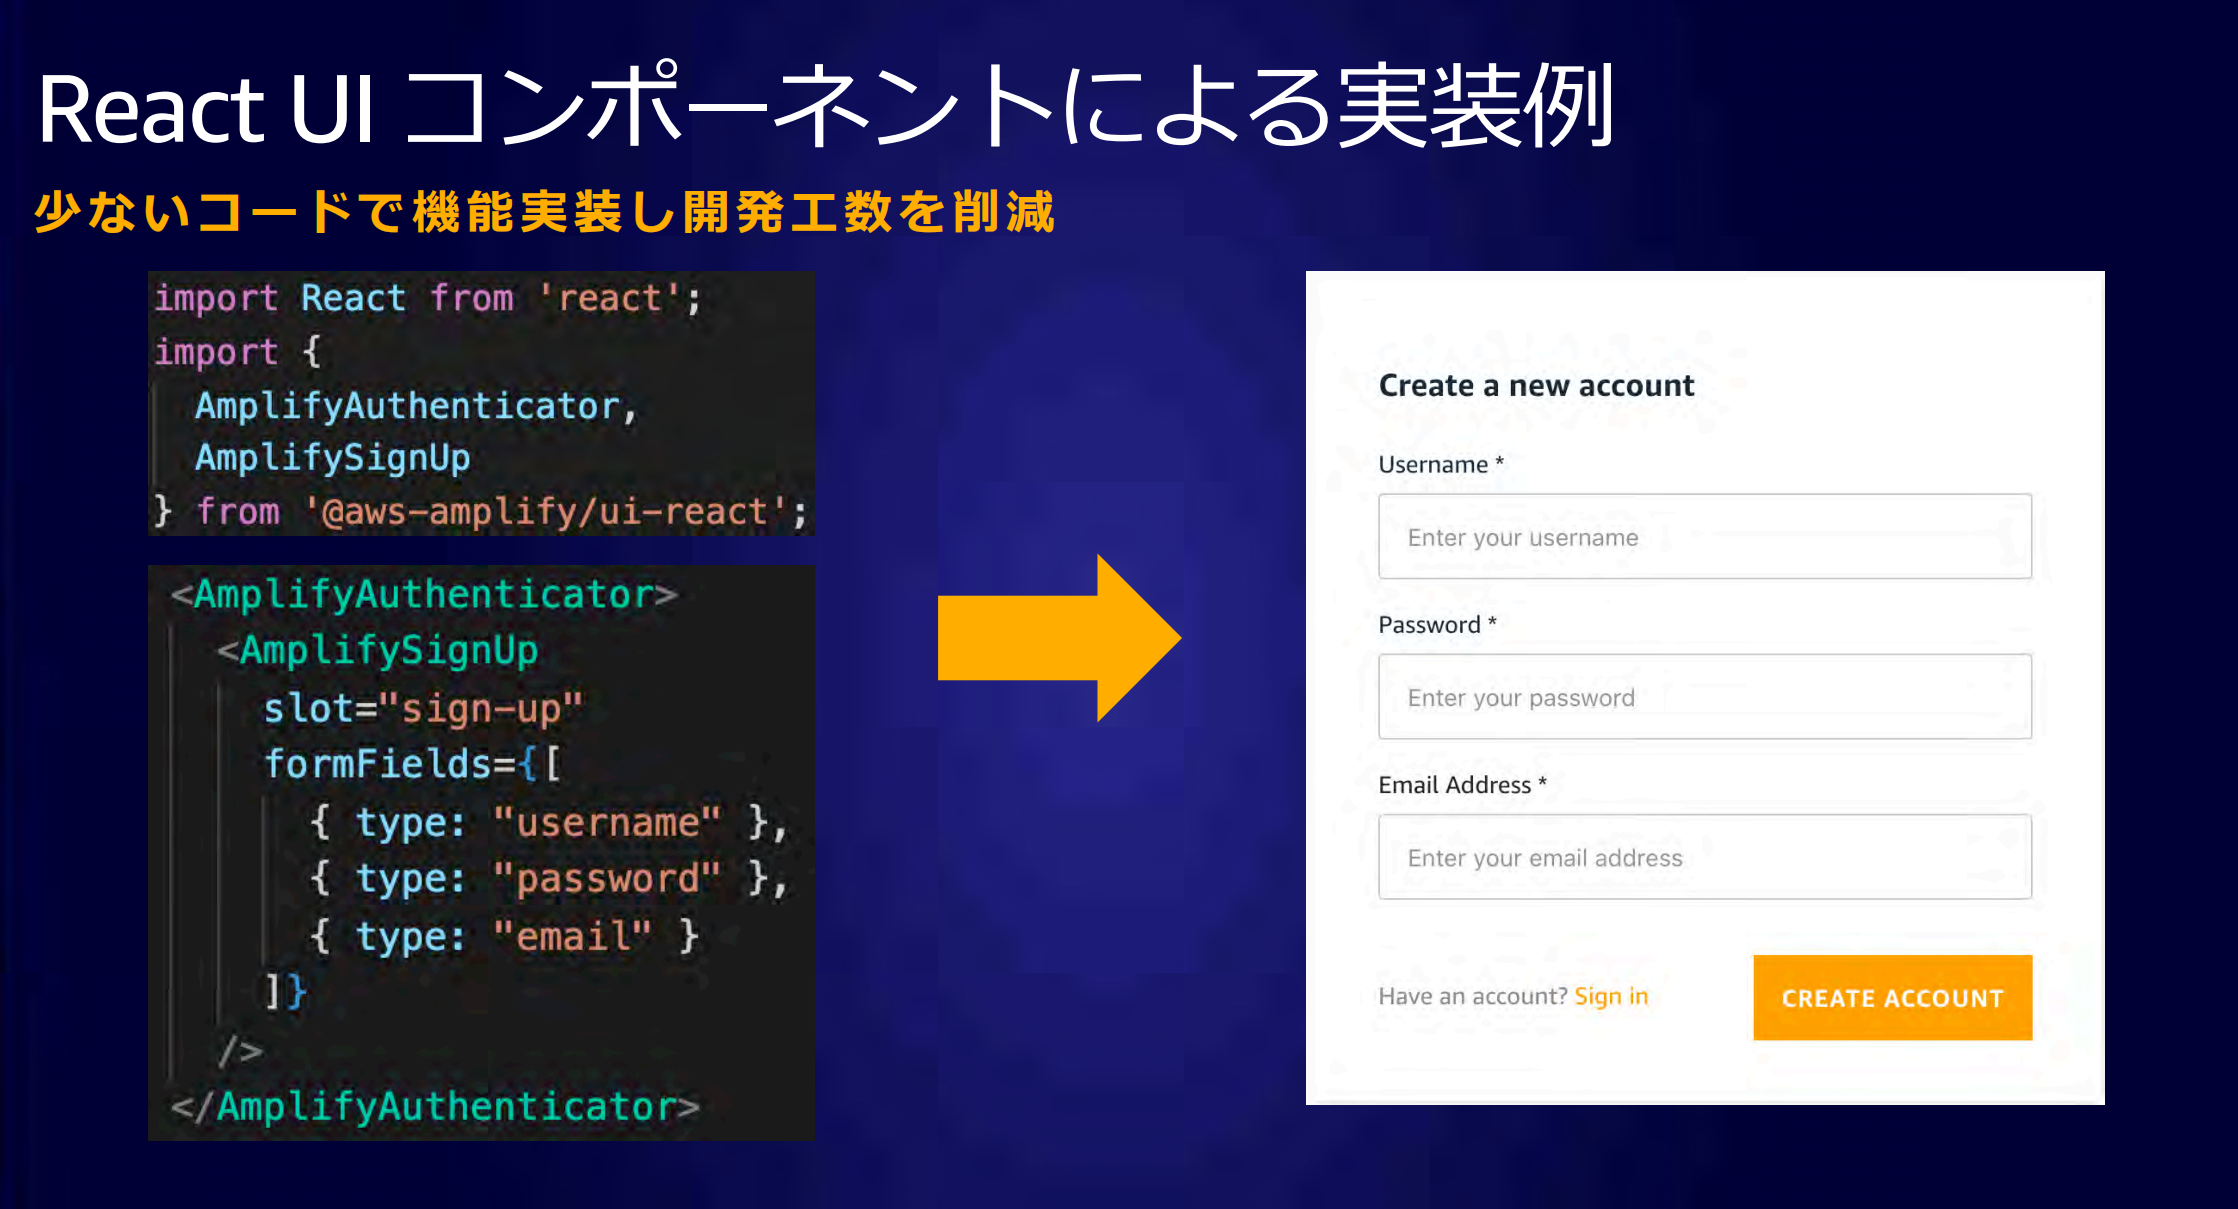 React UI コンポーネントによる実装例
少ないコードで機能実装し開発工数を削減
import React from 'react';
import {
  AmplifyAuthenticator,
  AmplifySignUp
} from '@aws-amplify/ui-react';
<AmplifyAuthenticator>
  <AmplifySignUp
    slot="sign-up"
    formFields={[
      { type: "username" },
      { type: "password" },
      { type: "email" }
    ]}
  />
</AmplifyAuthenticator>
Create a new account
Username *
Enter your username
Password *
Enter your password
Email Address *
Enter your email address
Have an account? Sign in
CREATE ACCOUNT